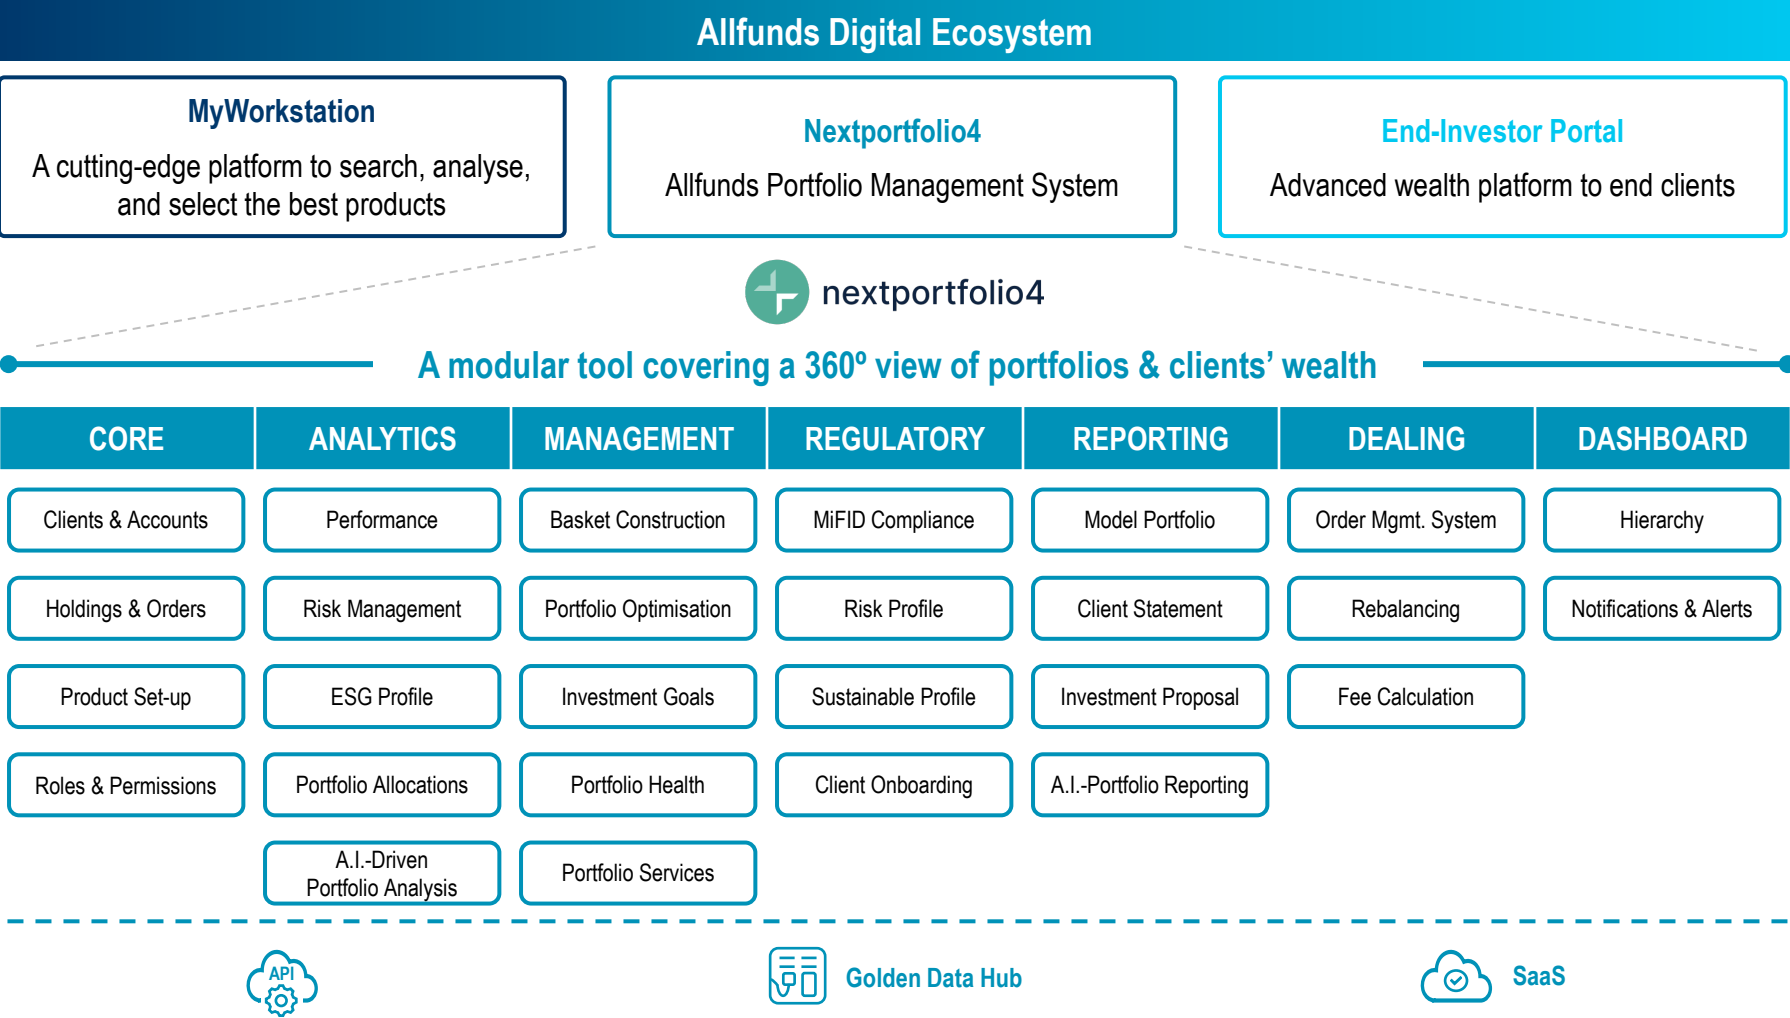 Allfunds Digital Ecosystem
MyWorkstation
A cutting-edge platform to search, analyse,
and select the best products
Nextportfolio4
Allfunds Portfolio Management System
End-Investor Portal
Advanced wealth platform to end clients
nextportfolio4
A modular tool covering a 360º view of portfolios & clients’ wealth
CORE
ANALYTICS
MANAGEMENT
REGULATORY
REPORTING
DEALING
DASHBOARD
Clients & Accounts
Performance
Basket Construction
MiFID Compliance
Model Portfolio
Order Mgmt. System
Hierarchy
Holdings & Orders
Risk Management
Portfolio Optimisation
Risk Profile
Client Statement
Rebalancing
Notifications & Alerts
Product Set-up
ESG Profile
Investment Goals
Sustainable Profile
Investment Proposal
Fee Calculation
Roles & Permissions
Portfolio Allocations
Portfolio Health
Client Onboarding
A.I.-Portfolio Reporting
A.I.-Driven
Portfolio Analysis
Portfolio Services
API
Golden Data Hub
SaaS